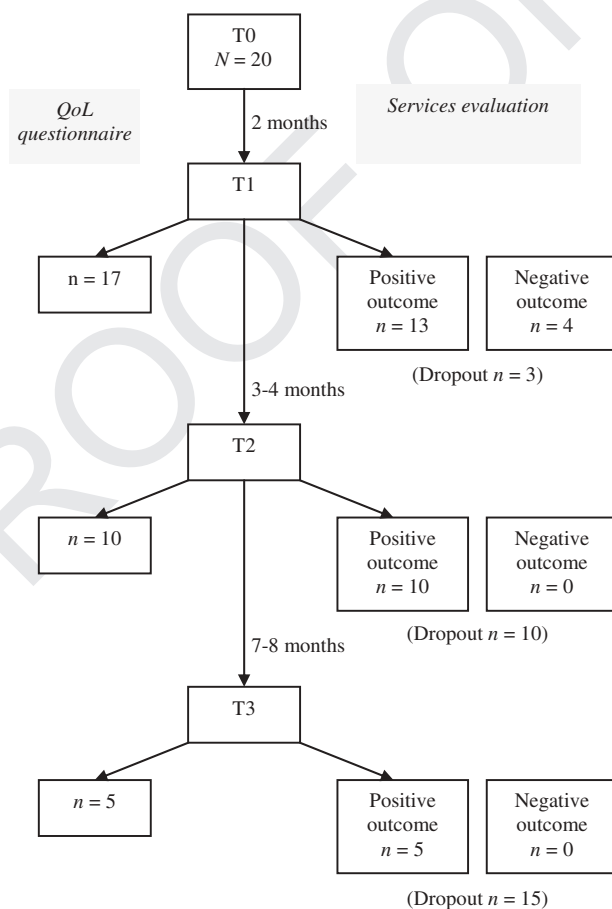 T0
N = 20
QoL
questionnaire
Services evaluation
2 months
T1
n = 17
Positive
outcome
n = 13
Negative
outcome
n = 4
(Dropout n = 3)
3-4 months
T2
n = 10
Positive
outcome
n = 10
Negative
outcome
n = 0
(Dropout n = 10)
7-8 months
T3
n = 5
Positive
outcome
n = 5
Negative
outcome
n = 0
(Dropout n = 15)
ROOF O